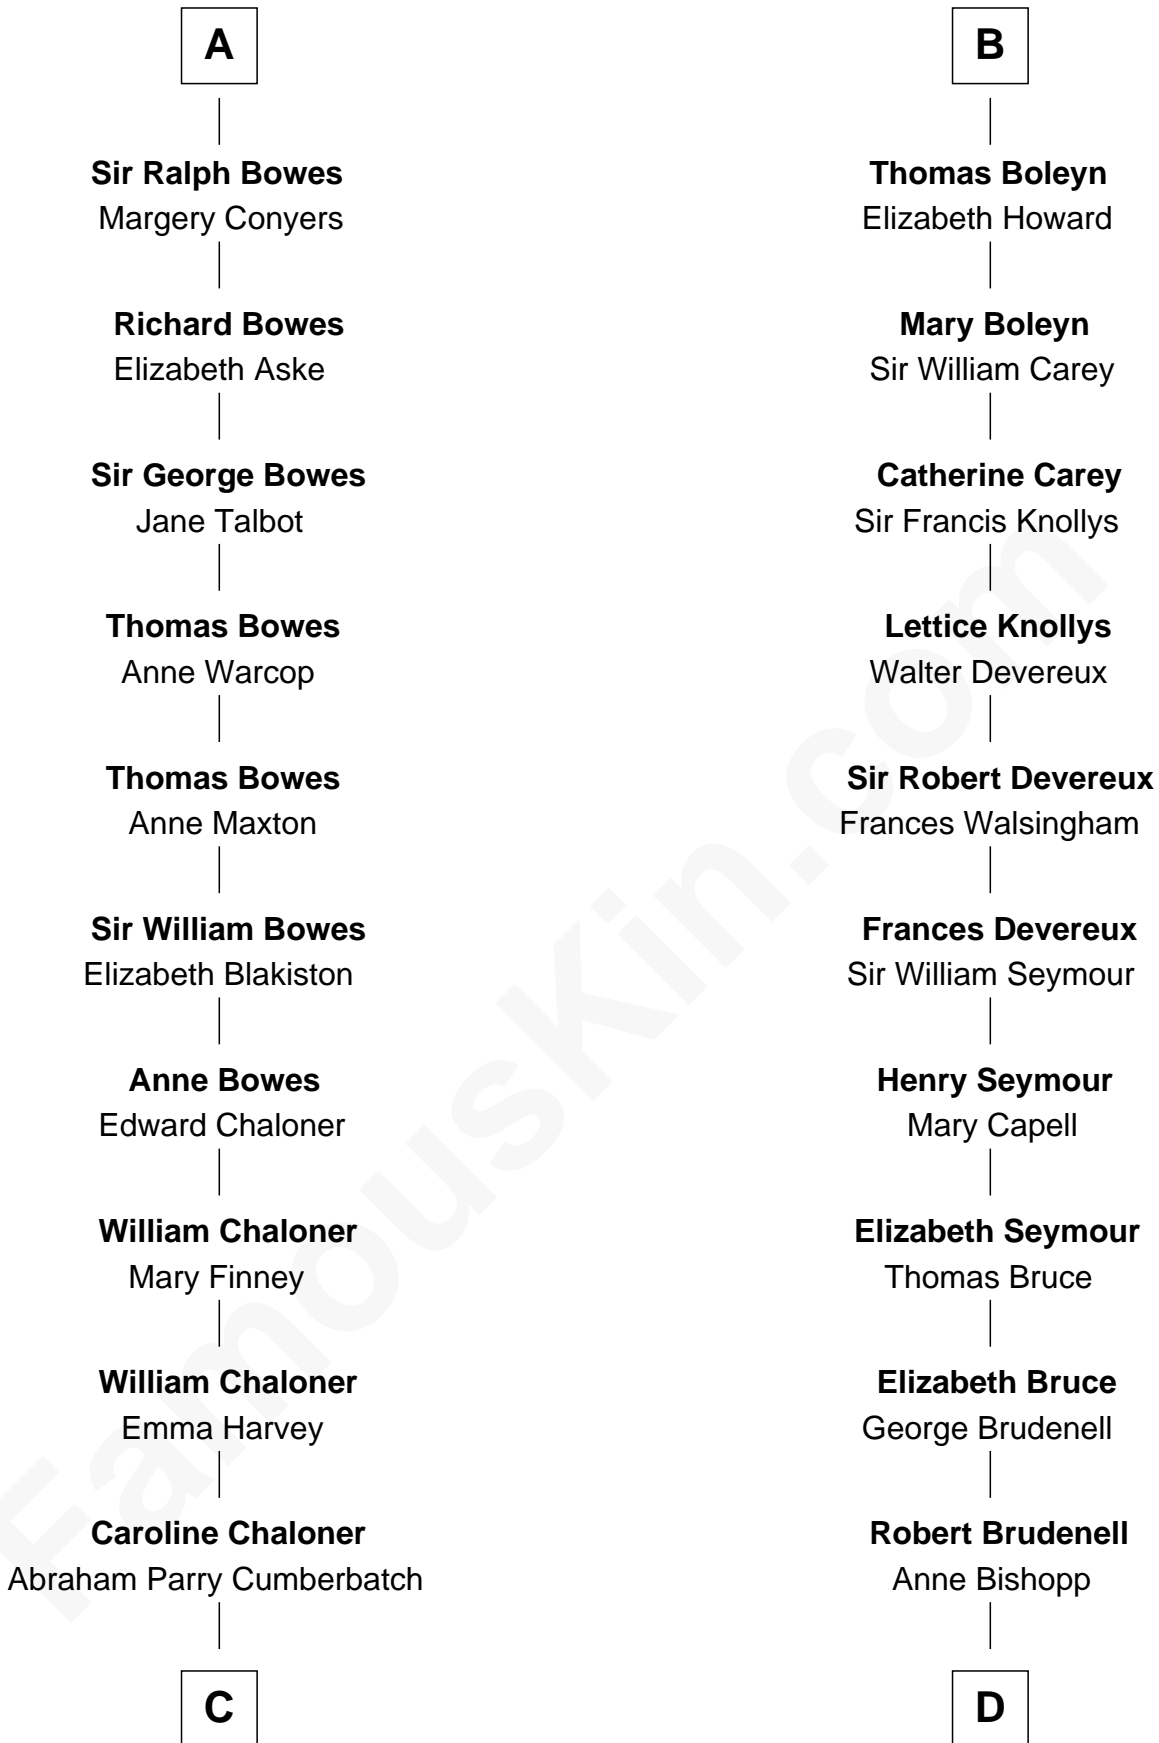 A
Sir Ralph Bowes
Margery Conyers
Richard Bowes
Elizabeth Aske
Sir George Bowes
Jane Talbot
Thomas Bowes
Anne Warcop
Thomas Bowes
Anne Maxton
Sir William Bowes
Elizabeth Blakiston
Anne Bowes
Edward Chaloner
William Chaloner
Mary Finney
William Chaloner
Emma Harvey
Caroline Chaloner
Abraham Parry Cumberbatch
C
B
Thomas Boleyn
Elizabeth Howard
Mary Boleyn
Sir William Carey
Catherine Carey
Sir Francis Knollys
Lettice Knollys
Walter Devereux
Sir Robert Devereux
Frances Walsingham
Frances Devereux
Sir William Seymour
Henry Seymour
Mary Capell
Elizabeth Seymour
Thomas Bruce
Elizabeth Bruce
George Brudenell
Robert Brudenell
Anne Bishopp
D
FamousKin.com